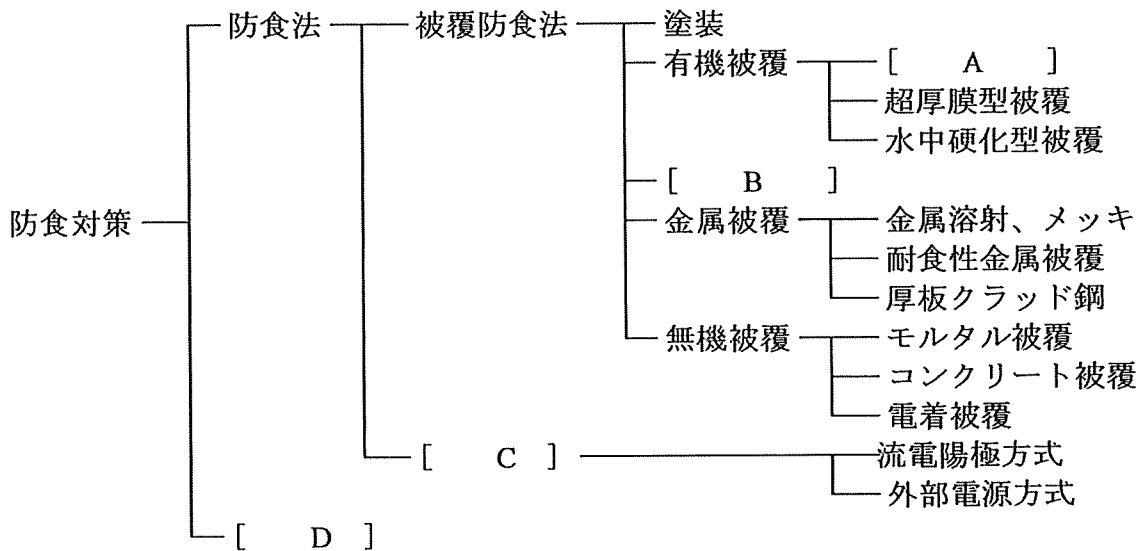 防食法 被覆防食法 塗装
有機被覆 [ A ]
超厚膜型被覆
水中硬化型被覆
[ B ]
防食対策 金属被覆 金属溶射、メッキ
耐食性金属被覆
厚板クラッド鋼
無機被覆 モルタル被覆
コンクリート被覆
電着被覆
[ C ] 流電陽極方式
外部電源方式
[ D ]